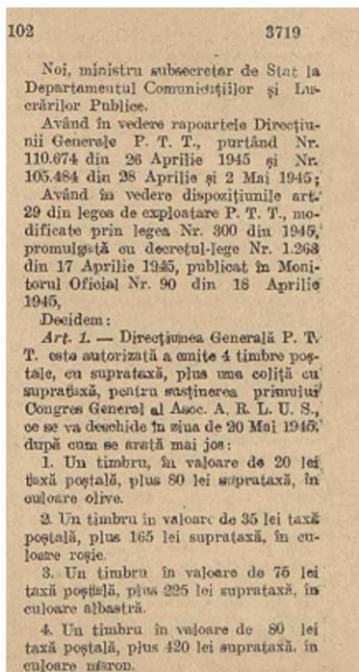 102 3719
Noi, ministru subsecretar de Stat la
Departamentul Comunicațiilor și Lu-
crărilor Publice.
Având în vedere rapoartele Direcțiu-
nii Generale P. T. T., purtând Nr.
110.674 din 26 Aprilie 1945 și Nr.
105.484 din 28 Aprilie și 2 Mai 1945;
Având în vedere dispozițiunile art.
29 din legea de exploatare P. T. T., mo-
dificate prin legea Nr. 300 din 1945,
promulgată cu decretul-lege Nr. 1.263
din 17 Aprilie 1945, publicat în Moni-
torul Oficial Nr. 90 din 18 Aprilie
1945,
Decidem:
Art. 1. — Direcțiunea Generală P. T.
T. este autorizată a emite 4 timbre poș-
tale, cu suprataxă, plus una coliță cu
suprataxă, pentru susținerea primului
Congres General al Asoc. A. R. L. U. S.,
ce se va deschide în ziua de 20 Mai 1945,
după cum se arată mai jos:
1. Un timbru, în valoare de 20 lei
taxă poștală, plus 80 lei suprataxă, în
culoare olive.
2. Un timbru în valoare de 35 lei taxă
poștală, plus 165 lei suprataxă, în cu-
loare roșie.
3. Un timbru în valoare de 75 lei
taxă poștală, plus 225 lei suprataxă, în
culoare albastră.
4. Un timbru în valoare de 80 lei
taxă poștală, plus 420 lei suprataxă, în
culoare maron.